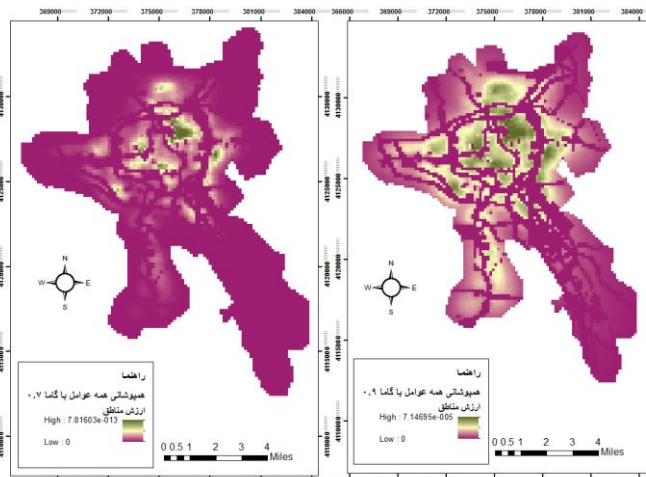 369000 372000 375000 378000 381000 384000
4130000
4125000
4120000
4115000
4110000
N
W E
S
راهنما
همپوشانی همه عوامل با گاما ۰.۷
ارزش مناطق
High : 7.81603e-013
Low : 0
0 0.5 1 2 3 4
Miles
366000 369000 372000 375000 378000 381000 384000
4130000
4125000
4120000
4115000
4110000
N
W E
S
راهنما
همپوشانی همه عوامل با گاما ۰.۹
ارزش مناطق
High : 7.14695e-005
Low : 0
0 0.5 1 2 3 4
Miles